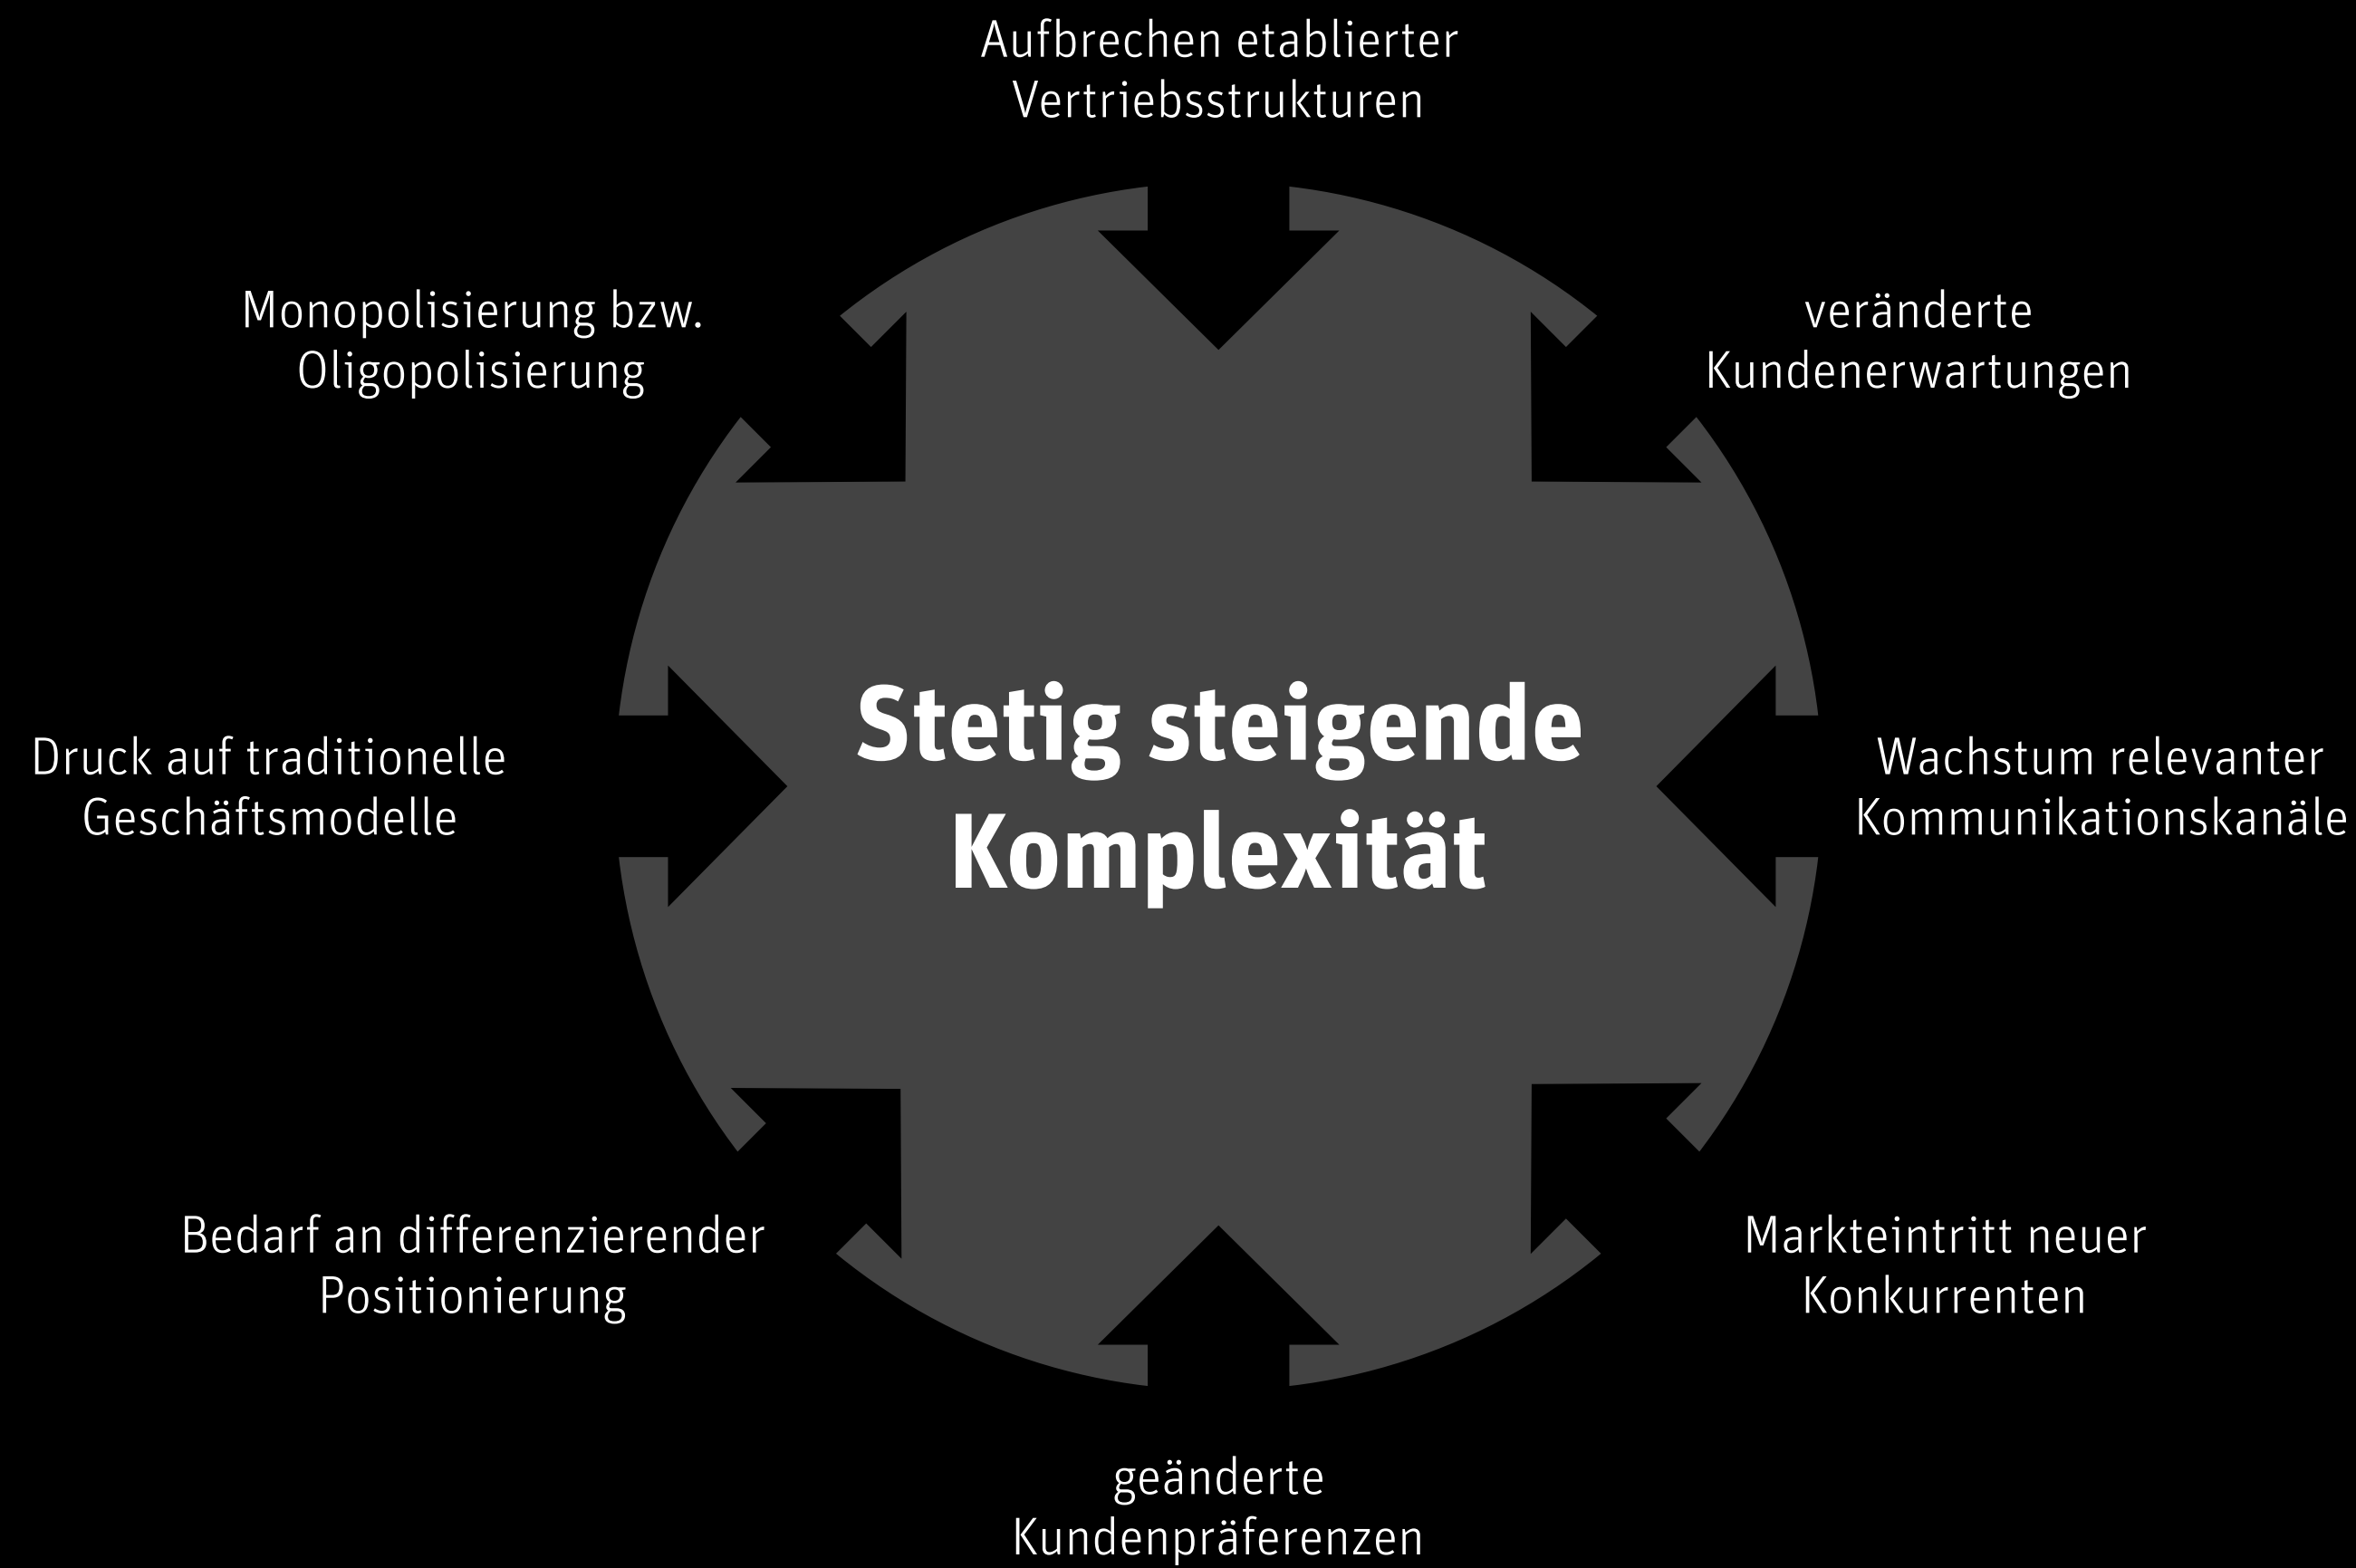 Aufbrechen etablierter
Vertriebsstrukturen
Monopolisierung bzw.
Oligopolisierung
veränderte
Kundenerwartungen
Druck auf traditionelle
Geschäftsmodelle
Stetig steigende
Komplexität
Wachstum relevanter
Kommunikationskanäle
Bedarf an differenzierender
Positionierung
Markteintritt neuer
Konkurrenten
geänderte
Kundenpräferenzen